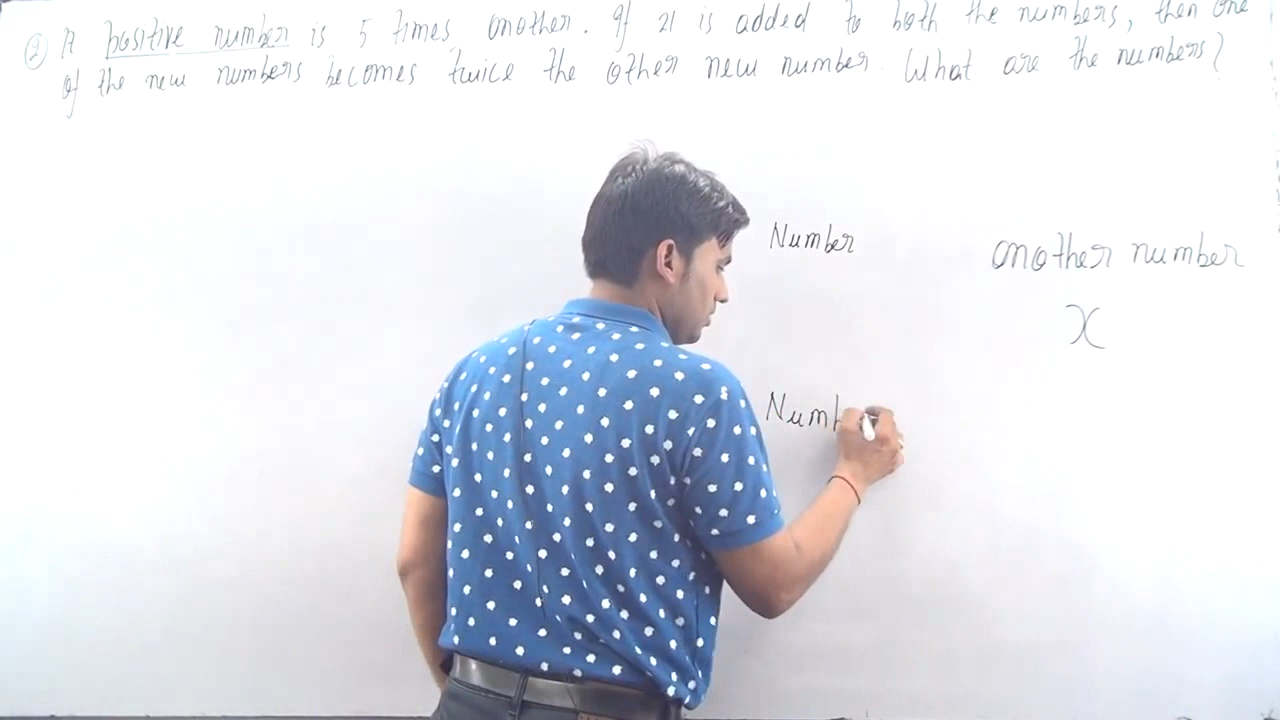 ② A positive number is 5 times another. If 21 is added to both the numbers, then one
of the new numbers becomes twice the other new number. What are the numbers?
Number
another number
x
Numb